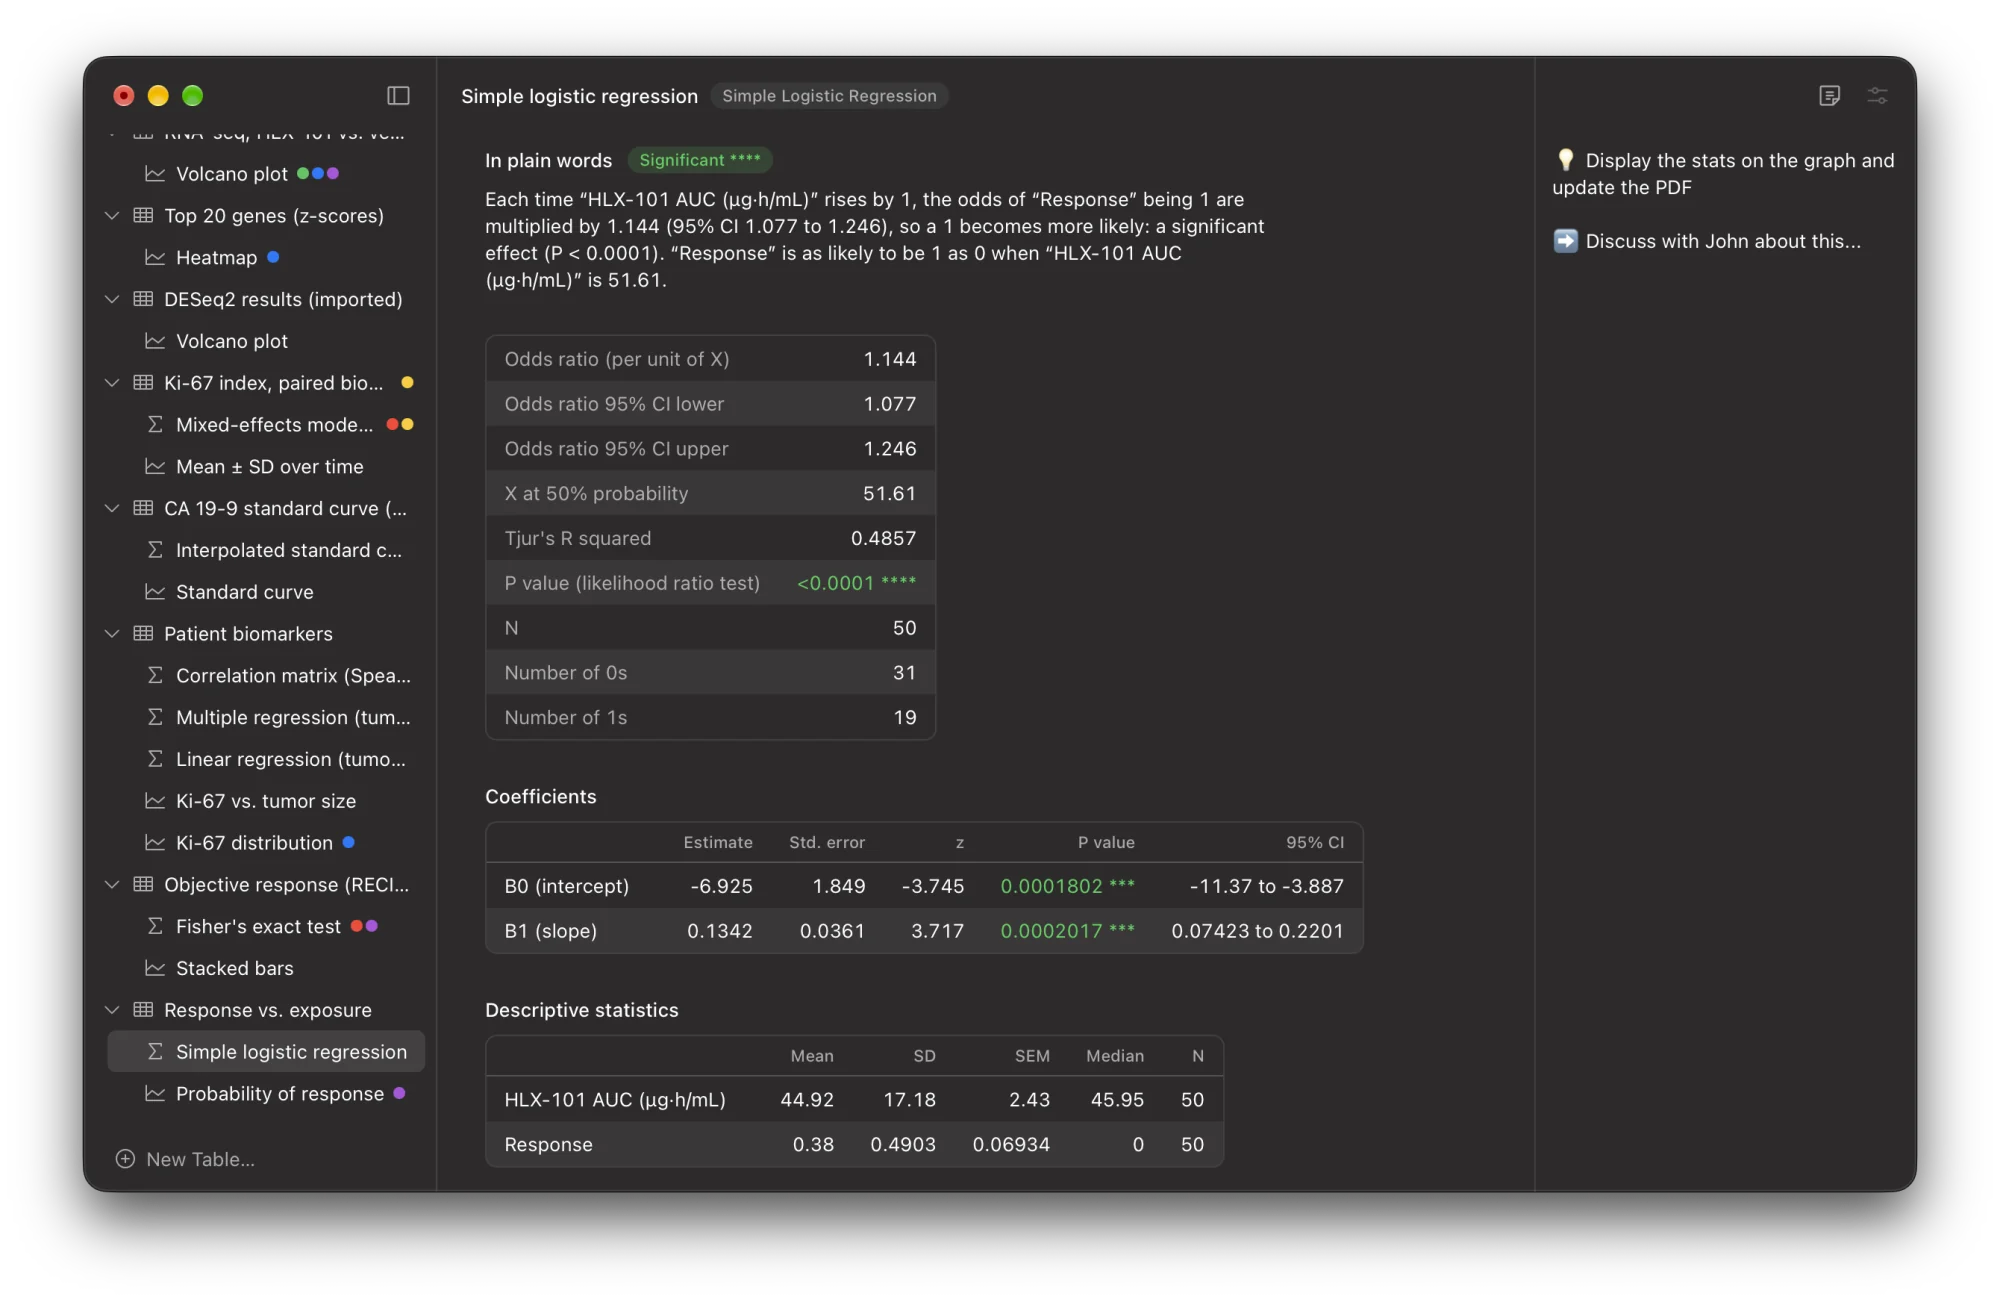 Simple logistic regression Simple Logistic Regression
RNA-seq, HLX-101 vs. ve...
Volcano plot
Top 20 genes (z-scores)
Heatmap
DESeq2 results (imported)
Volcano plot
Ki-67 index, paired bio...
Mixed-effects mode...
Mean ± SD over time
CA 19-9 standard curve (...
Interpolated standard c...
Standard curve
Patient biomarkers
Correlation matrix (Spea...
Multiple regression (tum...
Linear regression (tumo...
Ki-67 vs. tumor size
Ki-67 distribution
Objective response (RECI...
Fisher's exact test
Stacked bars
Response vs. exposure
Simple logistic regression
Probability of response
New Table...
In plain words Significant ****
Each time “HLX-101 AUC (µg·h/mL)” rises by 1, the odds of “Response” being 1 are
multiplied by 1.144 (95% CI 1.077 to 1.246), so a 1 becomes more likely: a significant
effect (P < 0.0001). “Response” is as likely to be 1 as 0 when “HLX-101 AUC
(µg·h/mL)” is 51.61.
Odds ratio (per unit of X) 1.144
Odds ratio 95% CI lower 1.077
Odds ratio 95% CI upper 1.246
X at 50% probability 51.61
Tjur's R squared 0.4857
P value (likelihood ratio test) <0.0001 ****
N 50
Number of 0s 31
Number of 1s 19
Coefficients
Estimate Std. error z P value 95% CI
B0 (intercept) -6.925 1.849 -3.745 0.0001802 *** -11.37 to -3.887
B1 (slope) 0.1342 0.0361 3.717 0.0002017 *** 0.07423 to 0.2201
Descriptive statistics
Mean SD SEM Median N
HLX-101 AUC (µg·h/mL) 44.92 17.18 2.43 45.95 50
Response 0.38 0.4903 0.06934 0 50
💡 Display the stats on the graph and
update the PDF
➡️ Discuss with John about this...